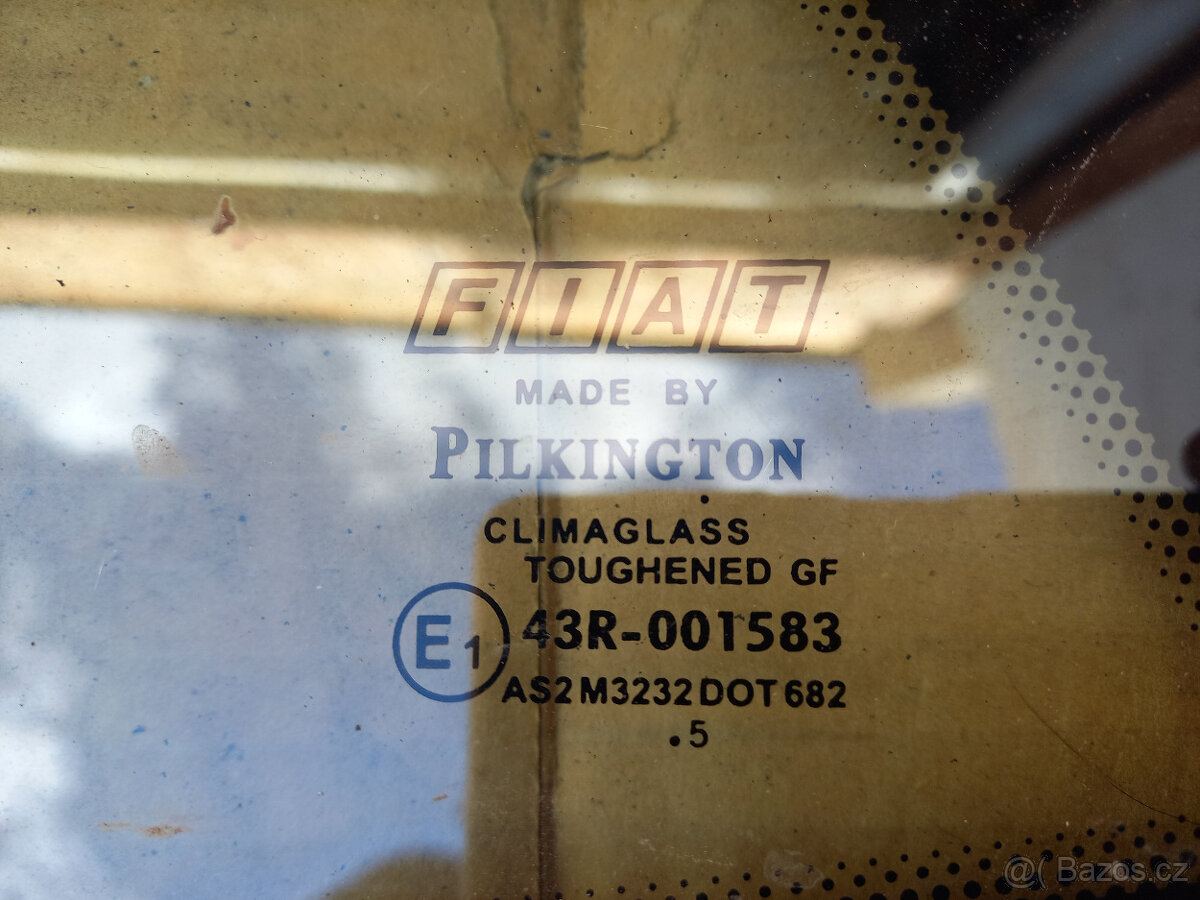 FIAT
MADE BY
PILKINGTON
CLIMAGLASS
TOUGHENED GF
E1 43R-001583
AS2 M3232 DOT 682
.5
@( Bazos.cz